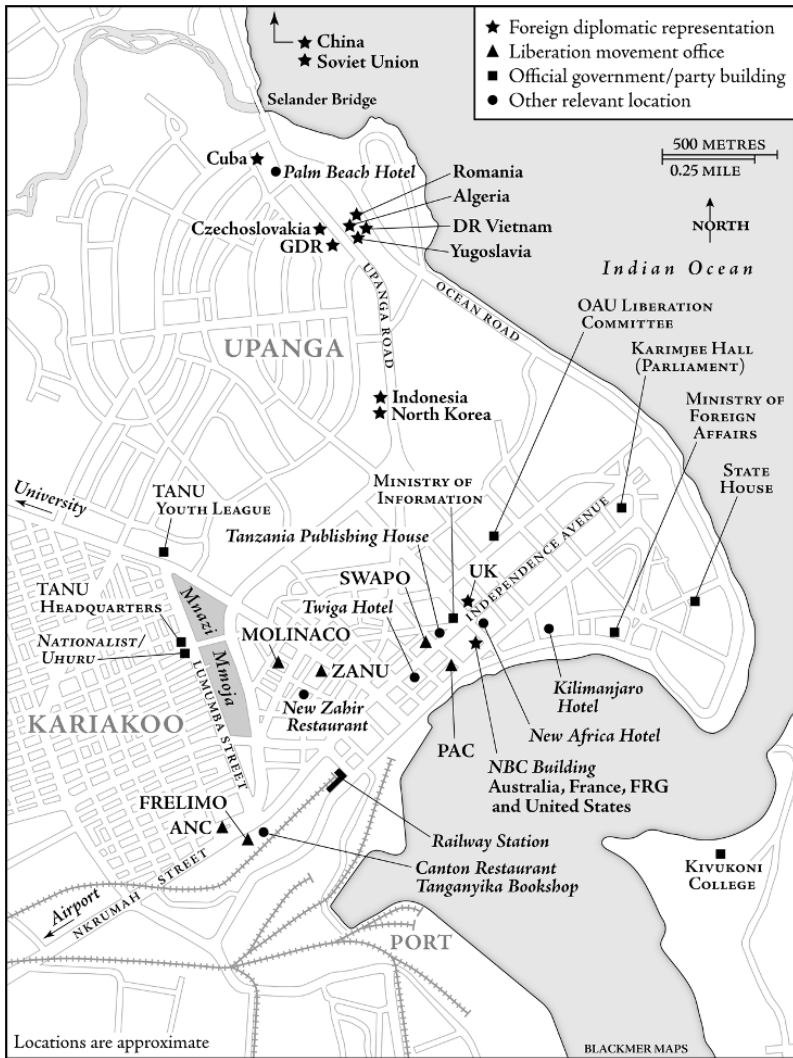 Foreign diplomatic representation
Liberation movement office
Official government/party building
Other relevant location
China
Soviet Union
Selander Bridge
500 METRES
0.25 MILE
NORTH
Cuba
Palm Beach Hotel
Romania
Algeria
Czechoslovakia
DR Vietnam
GDR
Yugoslavia
UPANGA ROAD
OCEAN ROAD
Indian Ocean
OAU LIBERATION
COMMITTEE
UPANGA
KARIMJEE HALL
(PARLIAMENT)
Indonesia
North Korea
MINISTRY OF
FOREIGN
AFFAIRS
STATE
HOUSE
University
TANU
YOUTH LEAGUE
MINISTRY OF
INFORMATION
Tanzania Publishing House
INDEPENDENCE AVENUE
UK
SWAPO
TANU
HEADQUARTERS
Mnazi
Mmoja
Twiga Hotel
NATIONALIST/
UHURU
MOLINACO
ZANU
LUMUMBA STREET
KARIAKOO
New Zahir
Restaurant
Kilimanjaro
Hotel
New Africa Hotel
PAC
NBC Building
Australia, France, FRG
and United States
FRELIMO
ANC
Railway Station
Canton Restaurant
Tanganyika Bookshop
KIVUKONI
COLLEGE
Airport
NKRUMAH STREET
PORT
Locations are approximate
BLACKMER MAPS